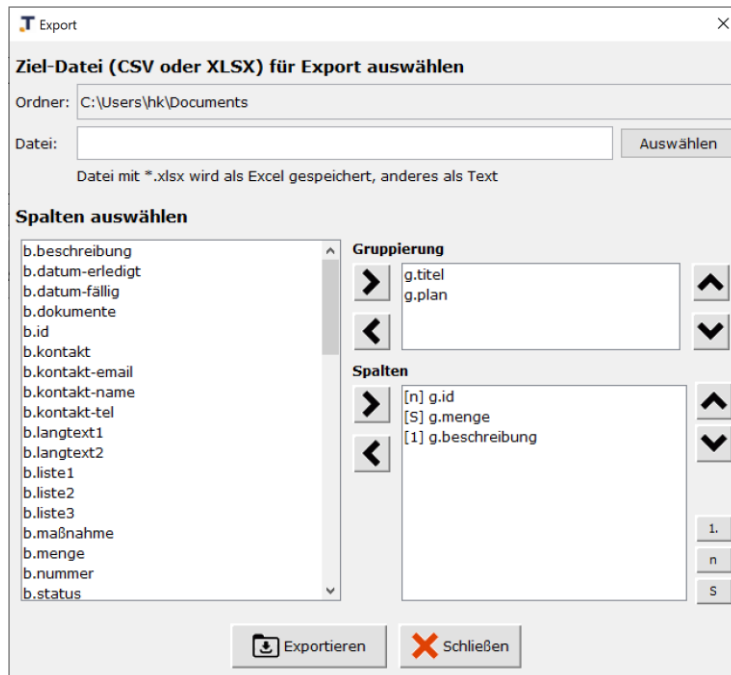 Export
Ziel-Datei (CSV oder XLSX) für Export auswählen
Ordner: C:\Users\hk\Documents
Datei: Auswählen
Datei mit *.xlsx wird als Excel gespeichert, anderes als Text
Spalten auswählen
b.beschreibung
b.datum-erledigt
b.datum-fällig
b.dokumente
b.id
b.kontakt
b.kontakt-email
b.kontakt-name
b.kontakt-tel
b.langtext1
b.langtext2
b.liste1
b.liste2
b.liste3
b.maßnahme
b.menge
b.nummer
b.status
Gruppierung
g.titel
g.plan
Spalten
[n] g.id
[S] g.menge
[1] g.beschreibung
1.
n
S
Exportieren
Schließen